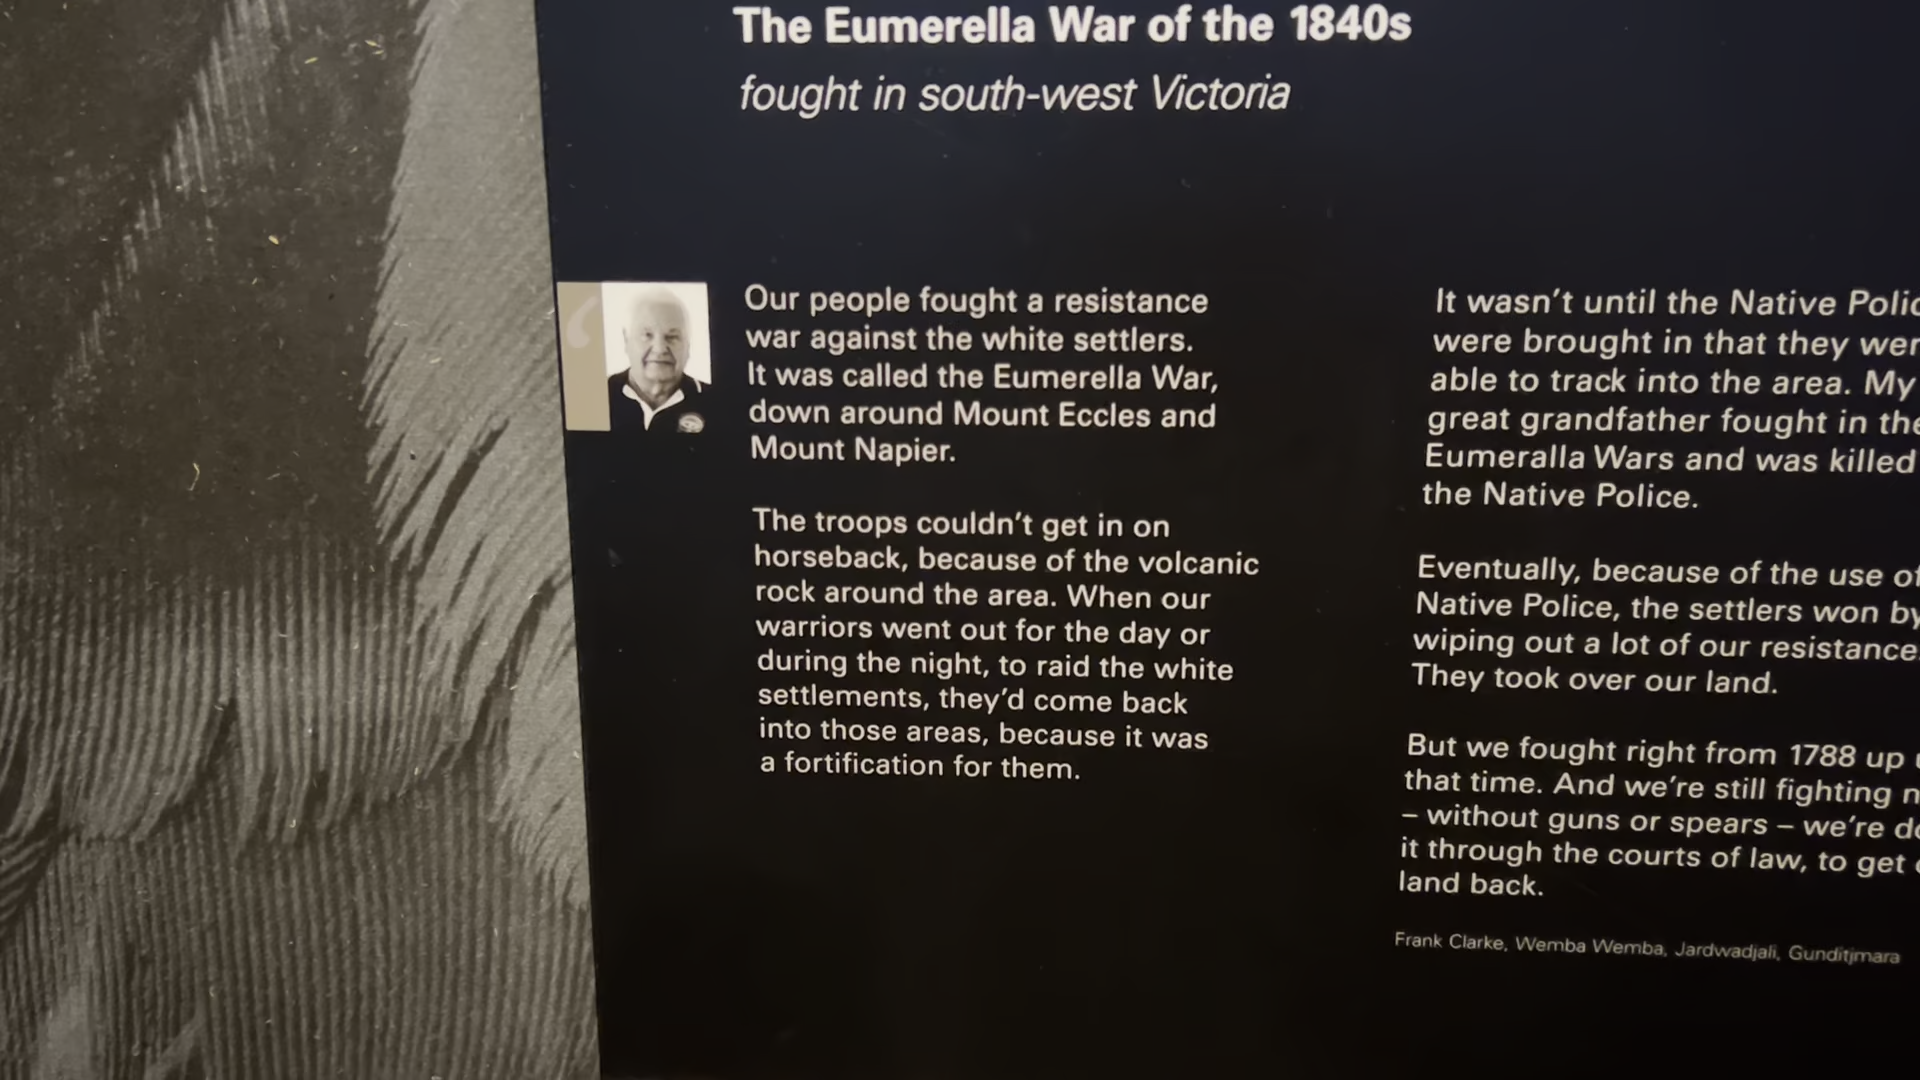 The Eumerella War of the 1840s
fought in south-west Victoria
Our people fought a resistance
war against the white settlers.
It was called the Eumerella War,
down around Mount Eccles and
Mount Napier.
The troops couldn't get in on
horseback, because of the volcanic
rock around the area. When our
warriors went out for the day or
during the night, to raid the white
settlements, they'd come back
into those areas, because it was
a fortification for them.
It wasn't until the Native
were brought in that they
able to track into the area. My
great grandfather fought in
Eumeralla Wars and was killed
the Native Police.
Eventually, because of the use
Native Police, the settlers won
wiping out a lot of our resistance
They took over our land.
But we fought right from 1788 up
that time. And we're still fighting
– without guns or spears – we're
it through the courts of law, to get
land back.
Frank Clarke, Wemba Wemba, Jardwadjali, Gunditjmara